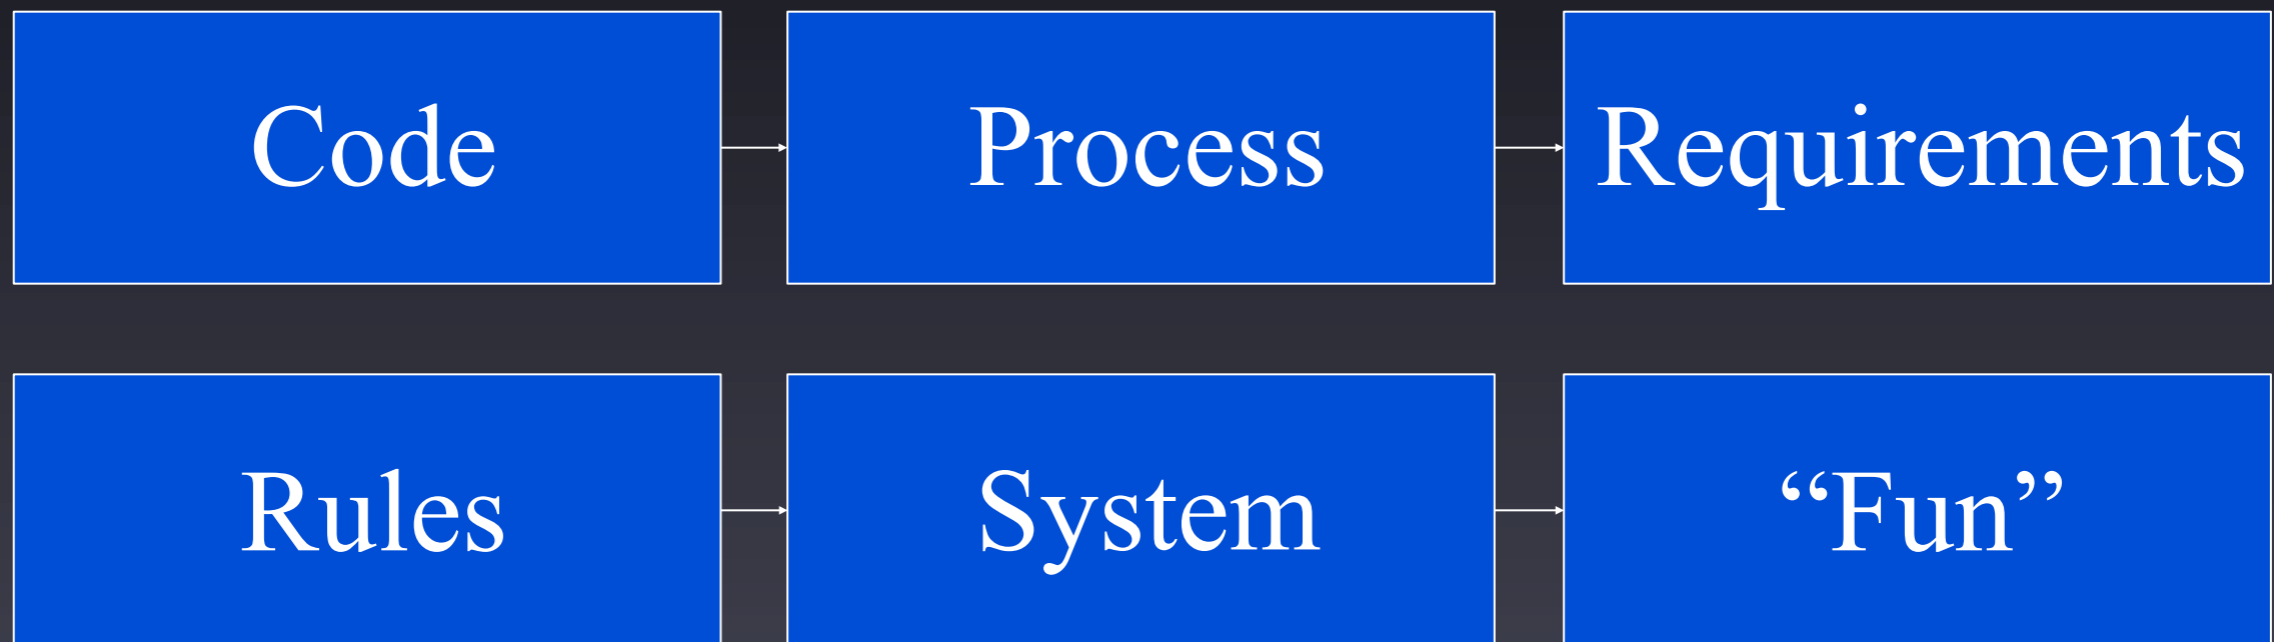 Code
Process
Requirements
Rules
System
“Fun”